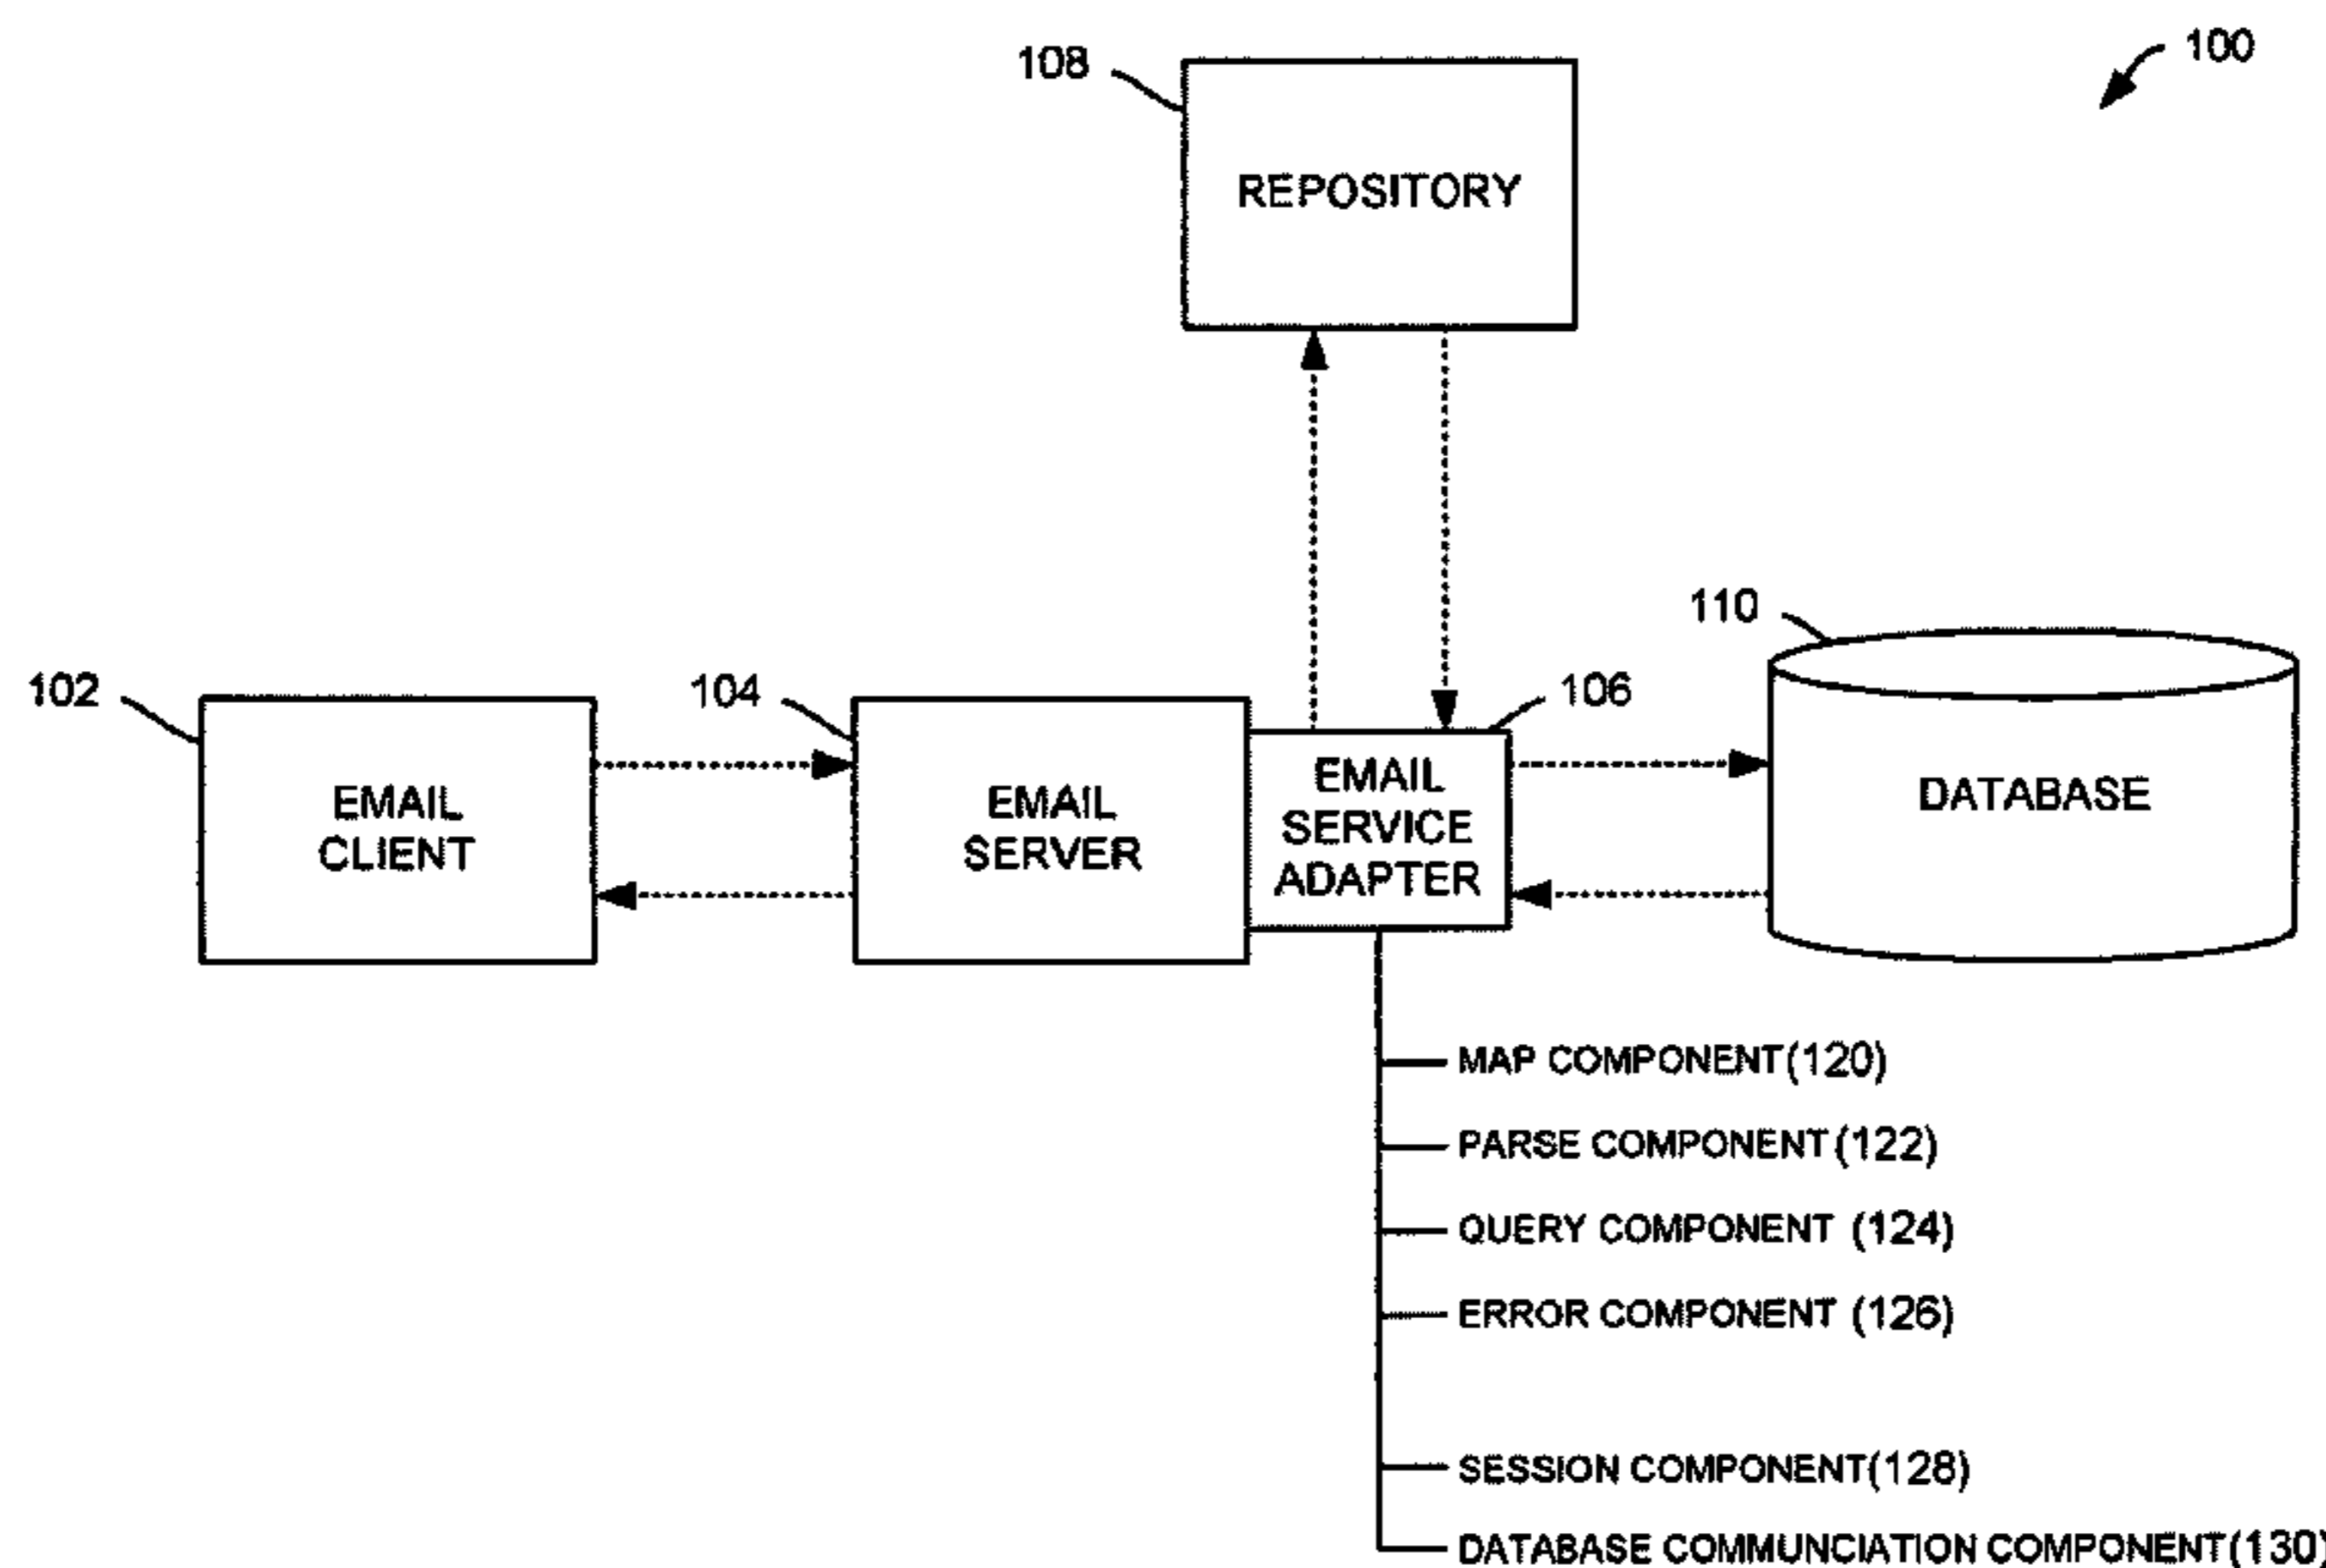 100
108
REPOSITORY
110
102
104
106
EMAIL
CLIENT
EMAIL
SERVER
EMAIL
SERVICE
ADAPTER
DATABASE
MAP COMPONENT(120)
PARSE COMPONENT(122)
QUERY COMPONENT (124)
ERROR COMPONENT (126)
SESSION COMPONENT(128)
DATABASE COMMUNCIATION COMPONENT(130)